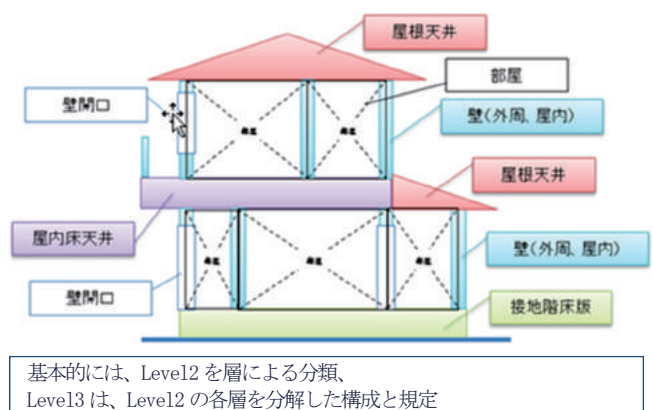 屋根天井
部屋
壁開口
壁(外周、屋内)
屋根天井
屋内床天井
壁(外周、屋内)
壁開口
接地階床版
基本的には、Level2 を層による分類、
Level3 は、Level2 の各層を分解した構成と規定